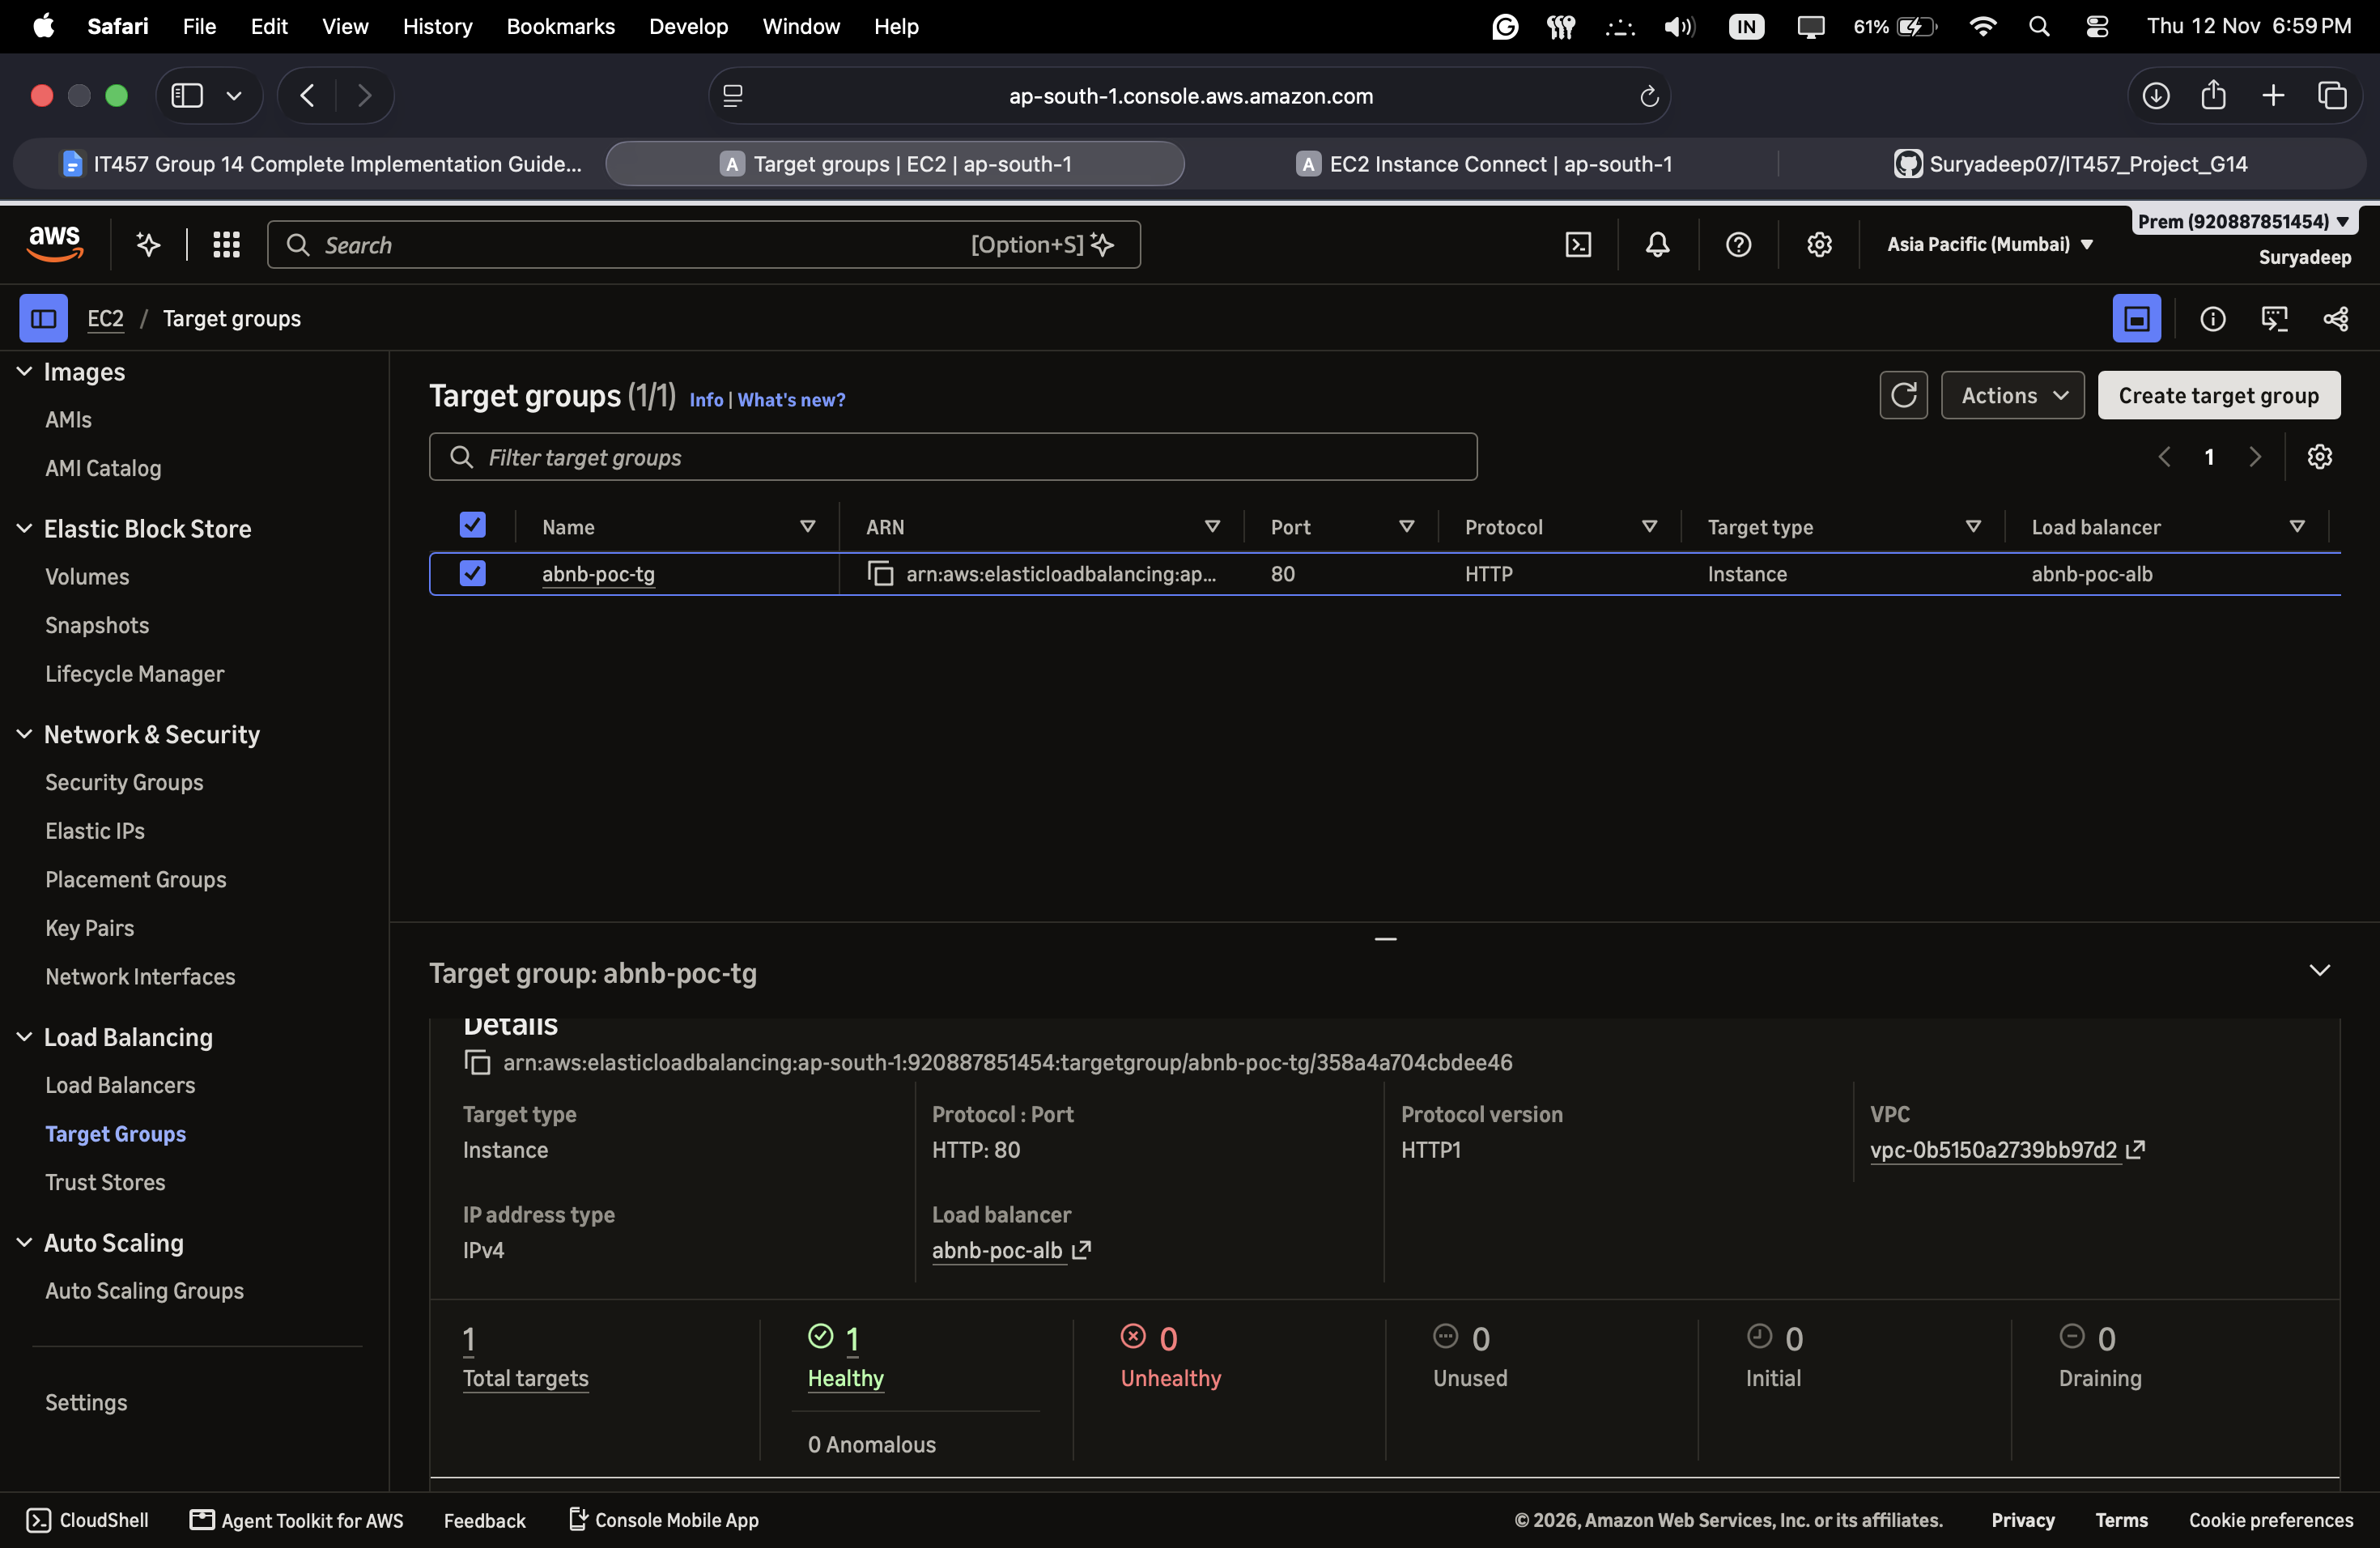 Safari File Edit View History Bookmarks Develop Window Help IN 61% Thu 12 Nov 6:59 PM
ap-south-1.console.aws.amazon.com
IT457 Group 14 Complete Implementation Guide... A Target groups | EC2 | ap-south-1 A EC2 Instance Connect | ap-south-1 Suryadeep07/IT457_Project_G14
aws Search [Option+S] Asia Pacific (Mumbai) Prem (920887851454)
Suryadeep
EC2 / Target groups
Images
AMIs
AMI Catalog
Elastic Block Store
Volumes
Snapshots
Lifecycle Manager
Network & Security
Security Groups
Elastic IPs
Placement Groups
Key Pairs
Network Interfaces
Load Balancing
Load Balancers
Target Groups
Trust Stores
Auto Scaling
Auto Scaling Groups
Settings
Target groups (1/1) Info | What's new? Actions Create target group
Filter target groups 1
Name ARN Port Protocol Target type Load balancer
abnb-poc-tg arn:aws:elasticloadbalancing:ap... 80 HTTP Instance abnb-poc-alb
Target group: abnb-poc-tg
Details
arn:aws:elasticloadbalancing:ap-south-1:920887851454:targetgroup/abnb-poc-tg/358a4a704cbdee46
Target type Protocol : Port Protocol version VPC
Instance HTTP: 80 HTTP1 vpc-0b5150a2739bb97d2
IP address type Load balancer
IPv4 abnb-poc-alb
1 1 0 0 0 0
Total targets Healthy Unhealthy Unused Initial Draining
0 Anomalous
CloudShell Agent Toolkit for AWS Feedback Console Mobile App © 2026, Amazon Web Services, Inc. or its affiliates. Privacy Terms Cookie preferences